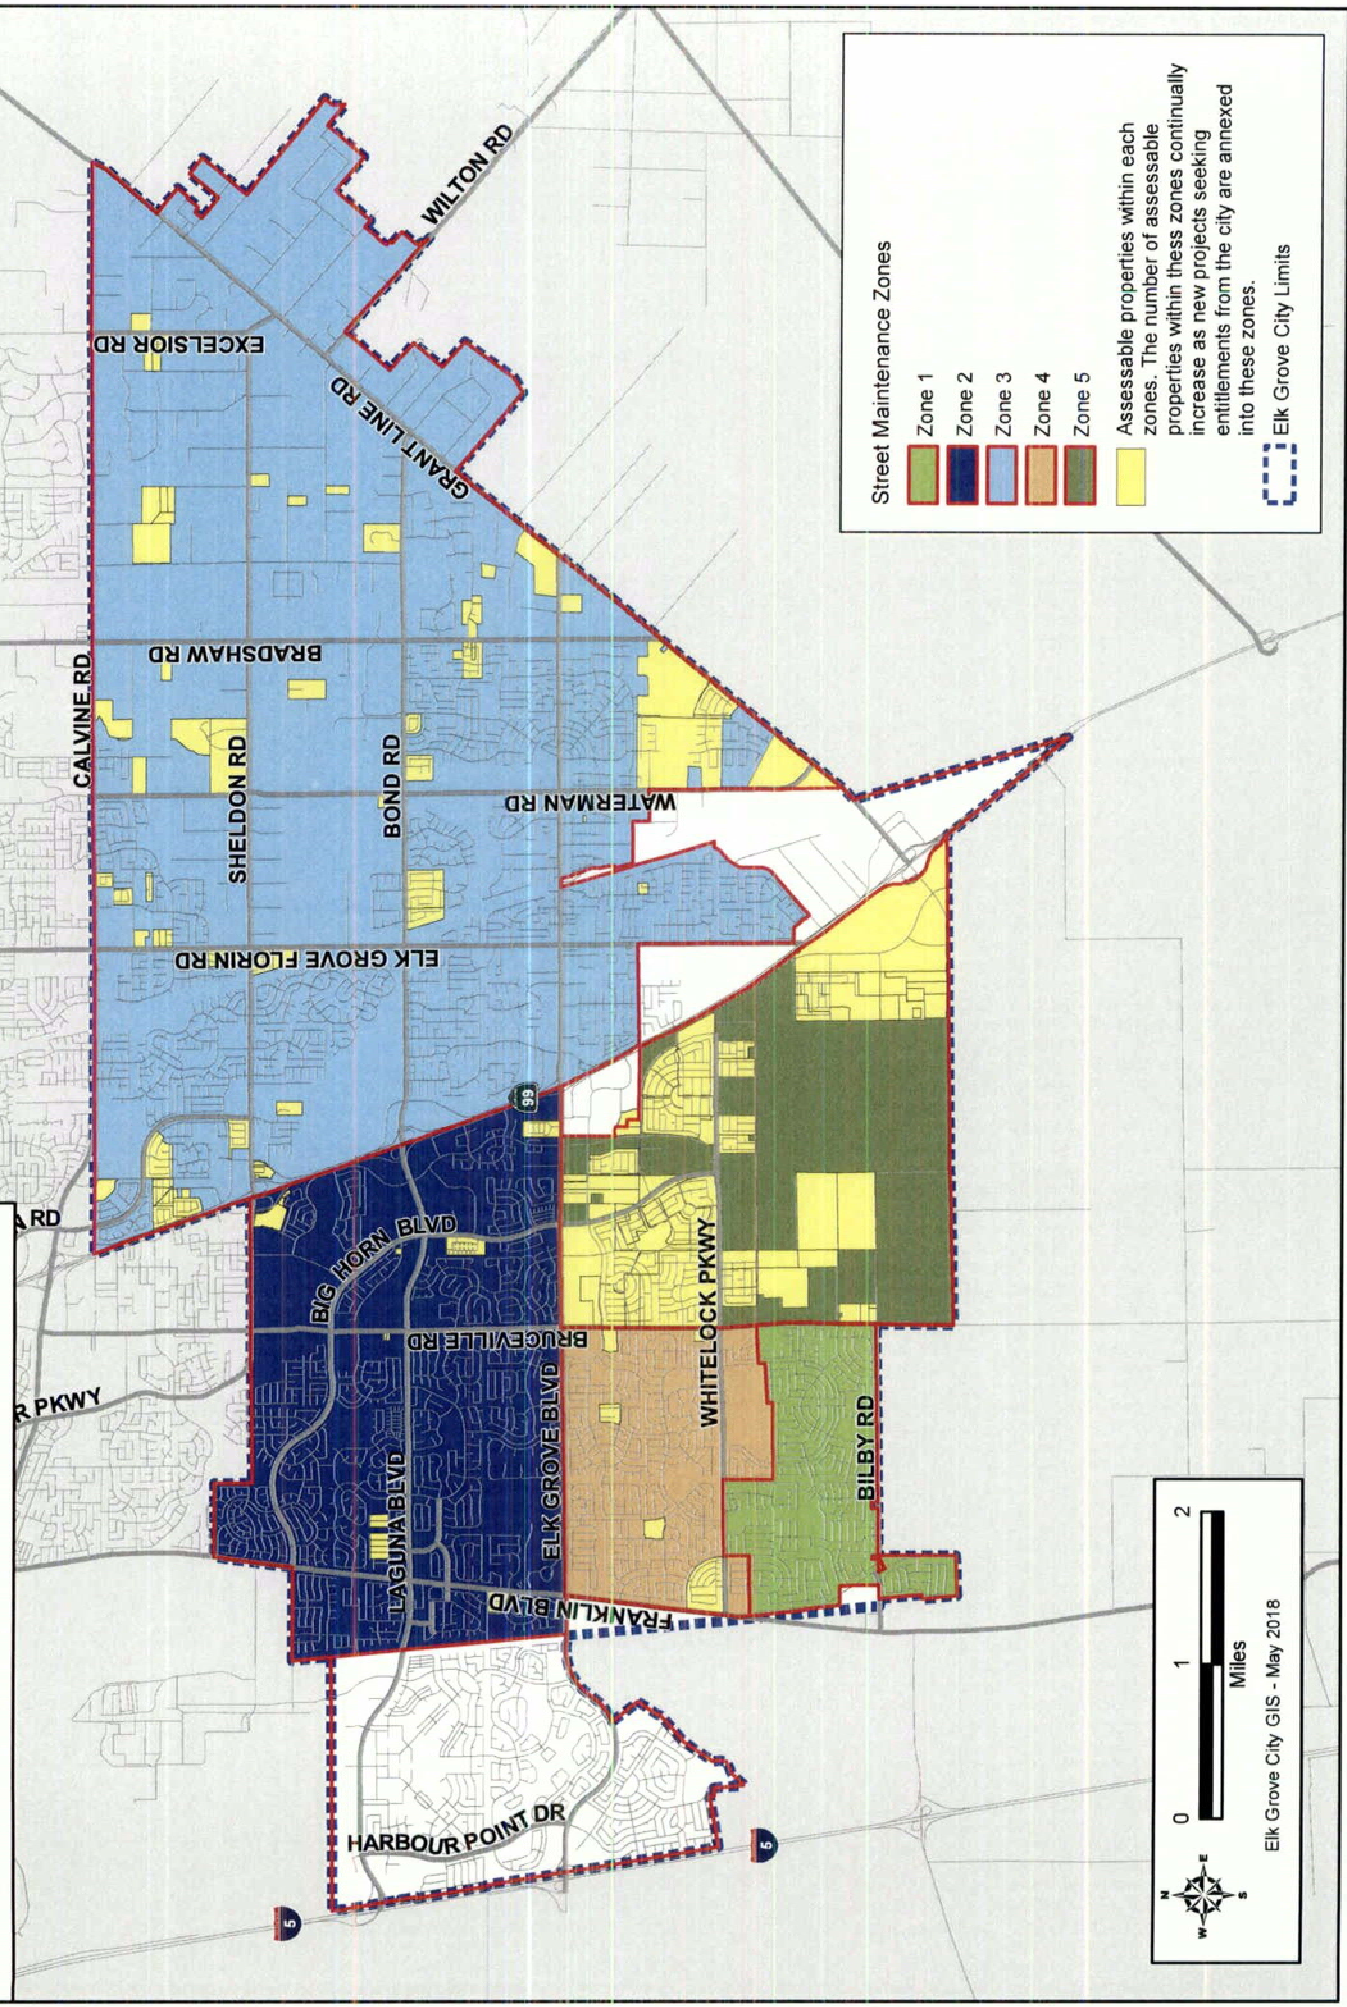 CALVINE RD
EXCELSIOR RD
WILTON RD
GRANT LINE RD
BRADSHAW RD
SHELDON RD
BOND RD
WATERMAN RD
ELK GROVE FLORIN RD
99
A RD
R PKWY
BIG HORN BLVD
BRUCEVILLE RD
LAGUNA BLVD
ELK GROVE BLVD
WHITELOCK PKWY
BILBY RD
FRANKLIN BLVD
HARBOUR POINT DR
5
5
Street Maintenance Zones
Zone 1
Zone 2
Zone 3
Zone 4
Zone 5
Assessable properties within each
zones. The number of assessable
properties within thess zones continually
increase as new projects seeking
entitlements from the city are annexed
into these zones.
Elk Grove City Limits
N
W
E
S
0
1
2
Miles
Elk Grove City GIS - May 2018